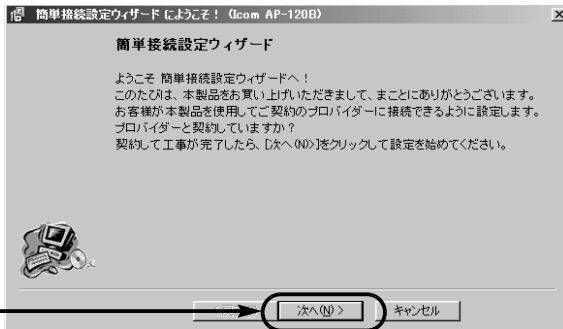 簡単接続設定ウィザード にようこそ！ (Icom AP-120B)
簡単接続設定ウィザード
ようこそ 簡単接続設定ウィザードへ！
このたびは、本製品をお買い上げいただきまして、まことにありがとうございます。
お客様が本製品を使用してご契約のプロバイダーに接続できるように設定します。
プロバイダーと契約していますか？
契約して工事が完了したら、[次へ(N)>]をクリックして設定を始めてください。
次へ(N) >
キャンセル